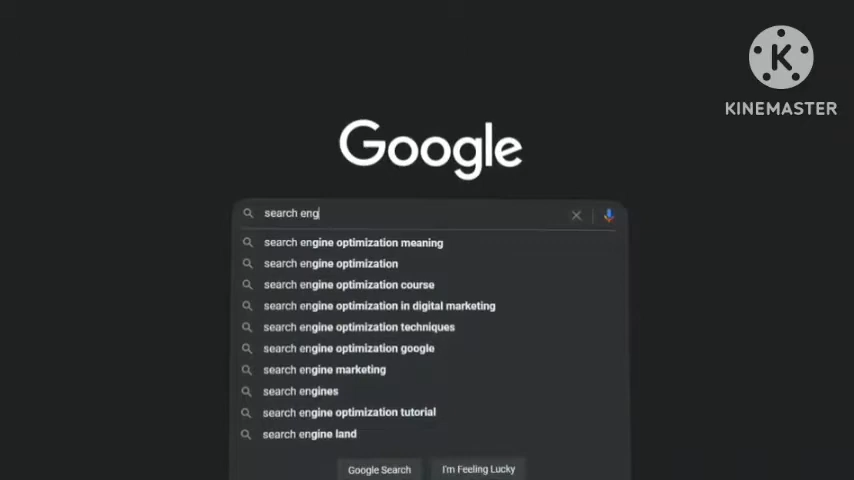 K
KINEMASTER
Google
search eng
search engine optimization meaning
search engine optimization
search engine optimization course
search engine optimization in digital marketing
search engine optimization techniques
search engine optimization google
search engine marketing
search engines
search engine optimization tutorial
search engine land
Google Search
I'm Feeling Lucky